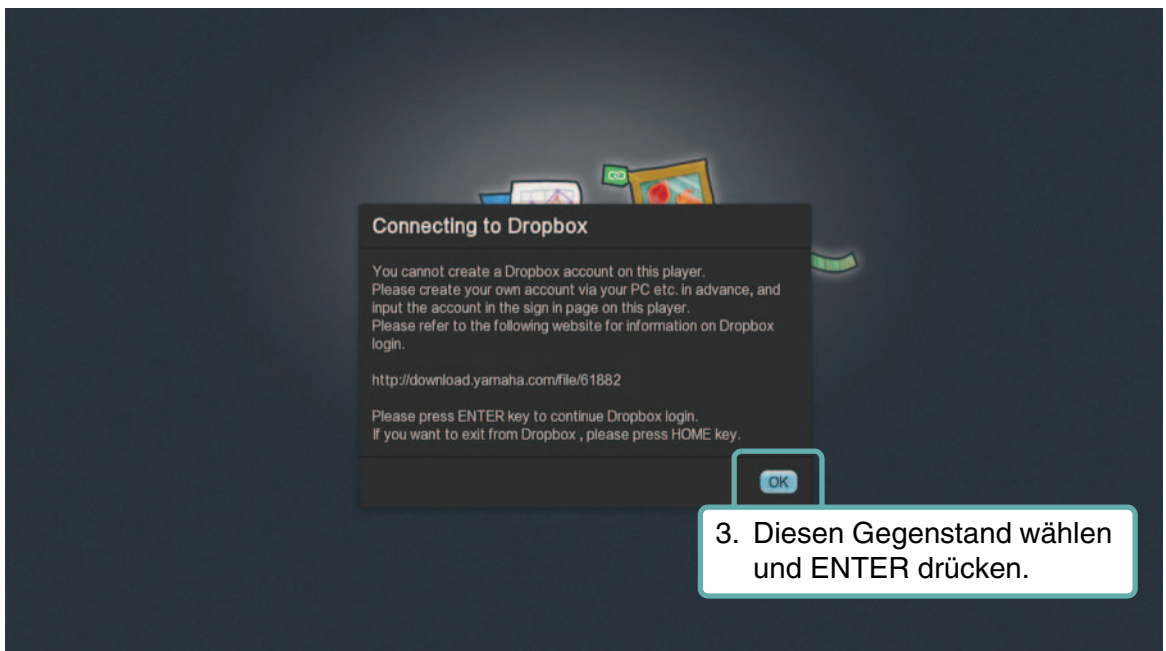 Connecting to Dropbox
You cannot create a Dropbox account on this player.
Please create your own account via your PC etc. in advance, and
input the account in the sign in page on this player.
Please refer to the following website for information on Dropbox
login.
http://download.yamaha.com/file/61882
Please press ENTER key to continue Dropbox login.
If you want to exit from Dropbox , please press HOME key.
OK
3. Diesen Gegenstand wählen
und ENTER drücken.